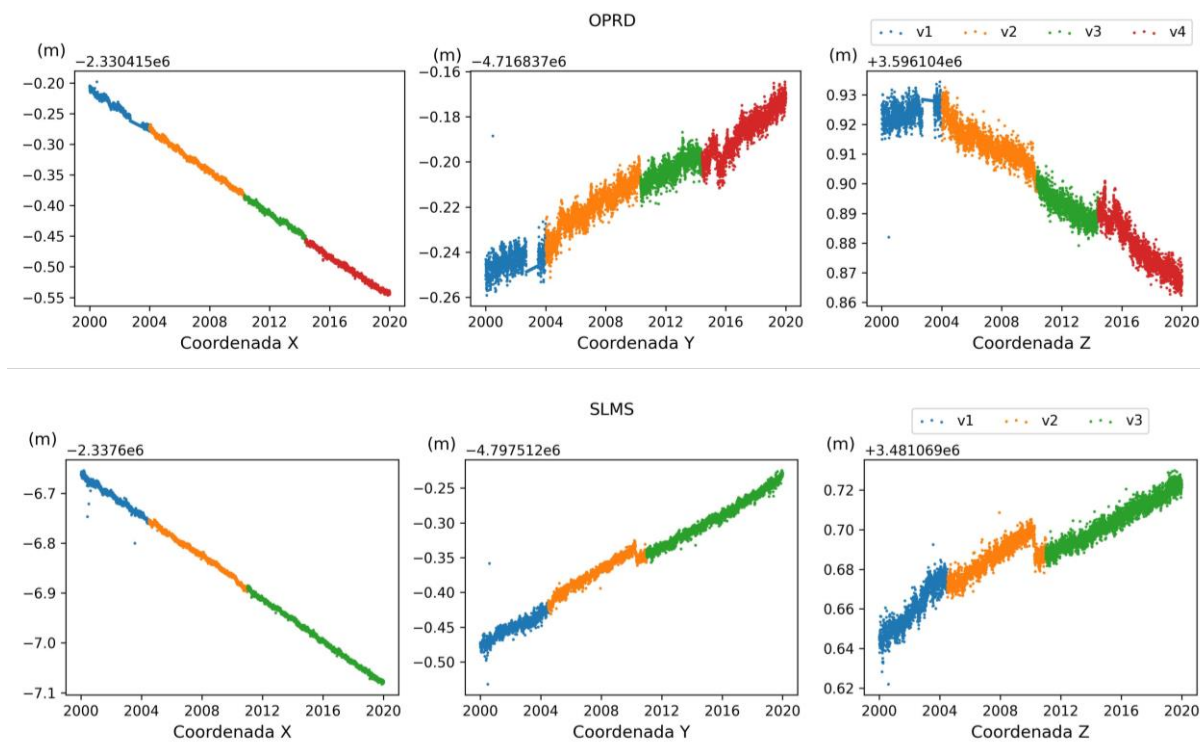 OPRD
v1 v2 v3 v4
(m)
−2.330415e6
−0.20
−0.25
−0.30
−0.35
−0.40
−0.45
−0.50
−0.55
2000 2004 2008 2012 2016 2020
Coordenada X
(m)
−4.716837e6
−0.16
−0.18
−0.20
−0.22
−0.24
−0.26
2000 2004 2008 2012 2016 2020
Coordenada Y
(m)
+3.596104e6
0.93
0.92
0.91
0.90
0.89
0.88
0.87
0.86
2000 2004 2008 2012 2016 2020
Coordenada Z
SLMS
v1 v2 v3
(m)
−2.3376e6
−6.7
−6.8
−6.9
−7.0
−7.1
2000 2004 2008 2012 2016 2020
Coordenada X
(m)
−4.797512e6
−0.25
−0.30
−0.35
−0.40
−0.45
−0.50
2000 2004 2008 2012 2016 2020
Coordenada Y
(m)
+3.481069e6
0.72
0.70
0.68
0.66
0.64
0.62
2000 2004 2008 2012 2016 2020
Coordenada Z